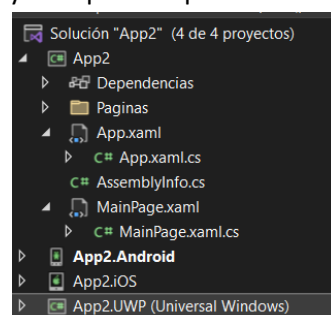 Solución "App2" (4 de 4 proyectos)
C# App2
Dependencias
Paginas
App.xaml
C# App.xaml.cs
C# AssemblyInfo.cs
MainPage.xaml
C# MainPage.xaml.cs
App2.Android
App2.iOS
C# App2.UWP (Universal Windows)